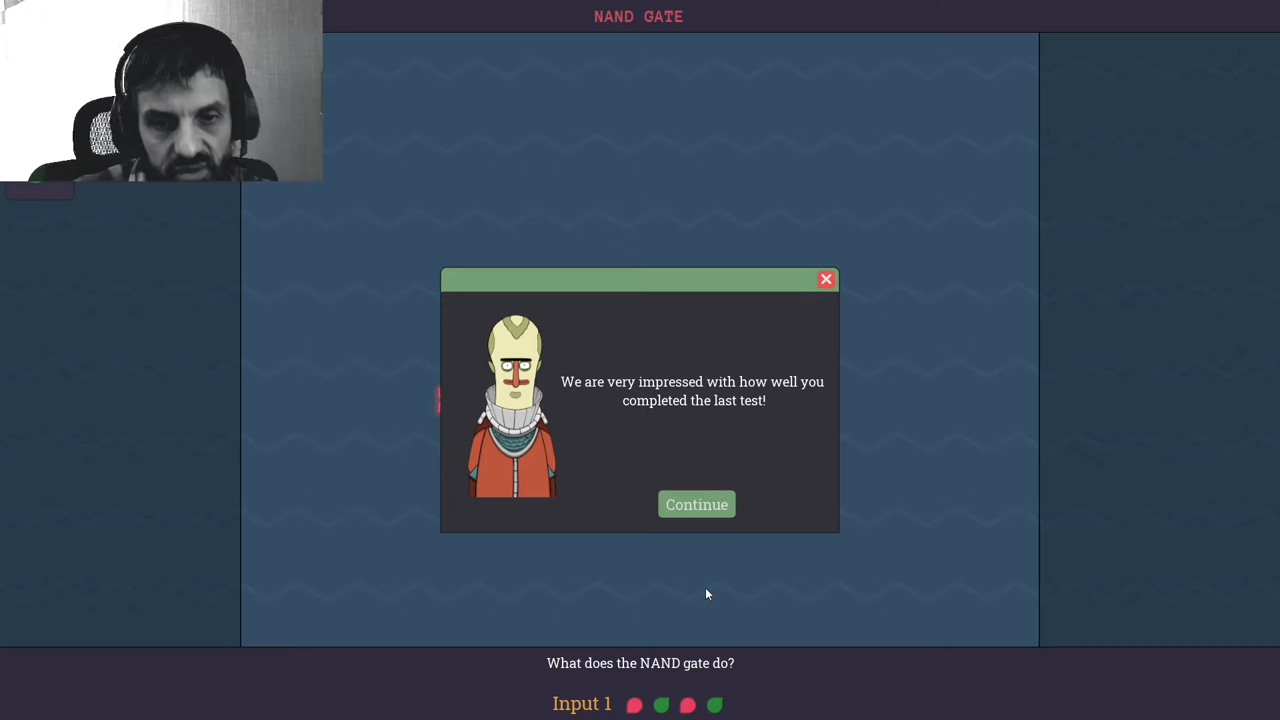 NAND GATE
We are very impressed with how well you
completed the last test!
Continue
What does the NAND gate do?
Input 1